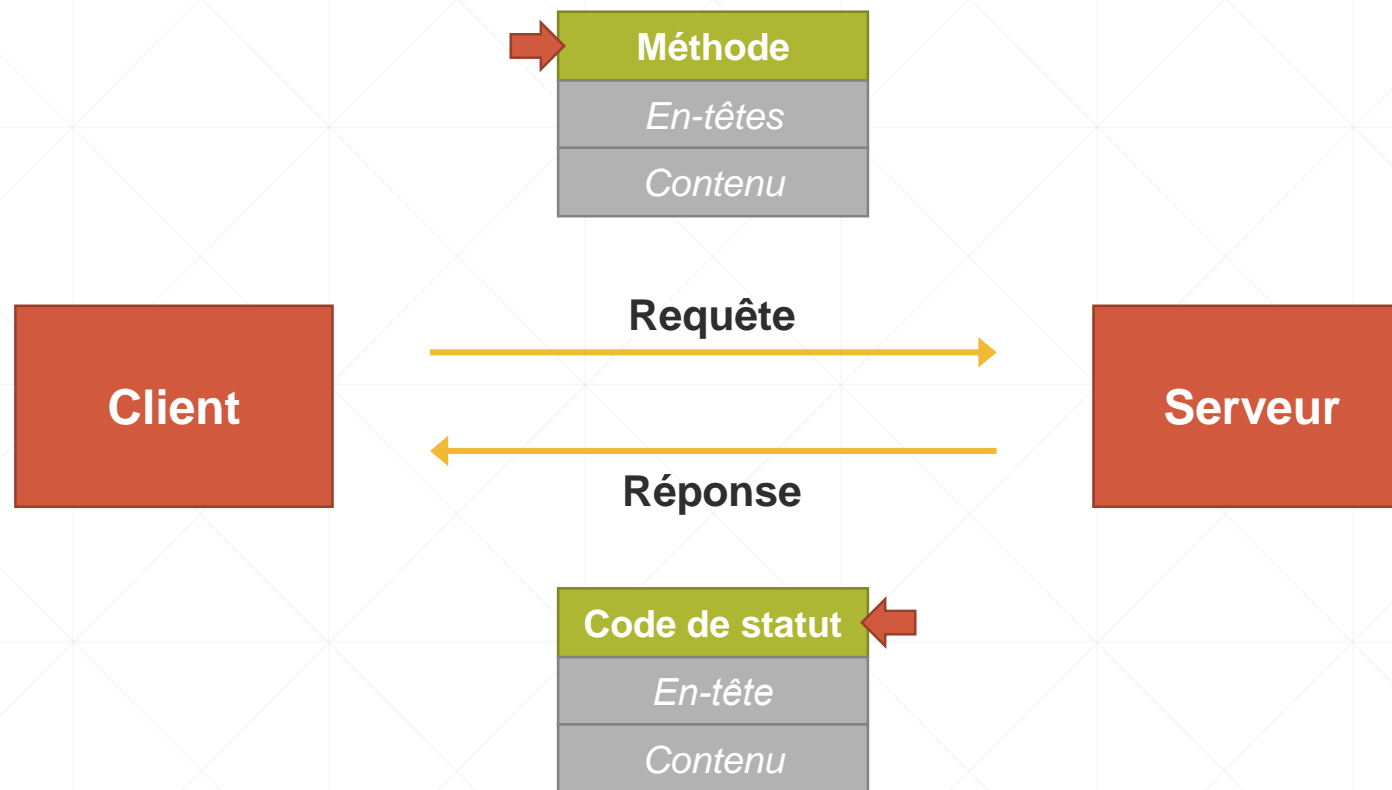 Méthode
En-têtes
Contenu
Requête
Client
Serveur
Réponse
Code de statut
En-tête
Contenu